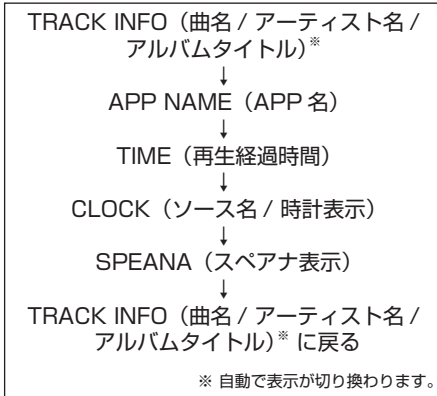 TRACK INFO（曲名 / アーティスト名 /
アルバムタイトル）※
↓
APP NAME（APP 名）
↓
TIME（再生経過時間）
↓
CLOCK（ソース名 / 時計表示）
↓
SPEANA（スペアナ表示）
↓
TRACK INFO（曲名 / アーティスト名 /
アルバムタイトル）※ に戻る
※ 自動で表示が切り換わります。